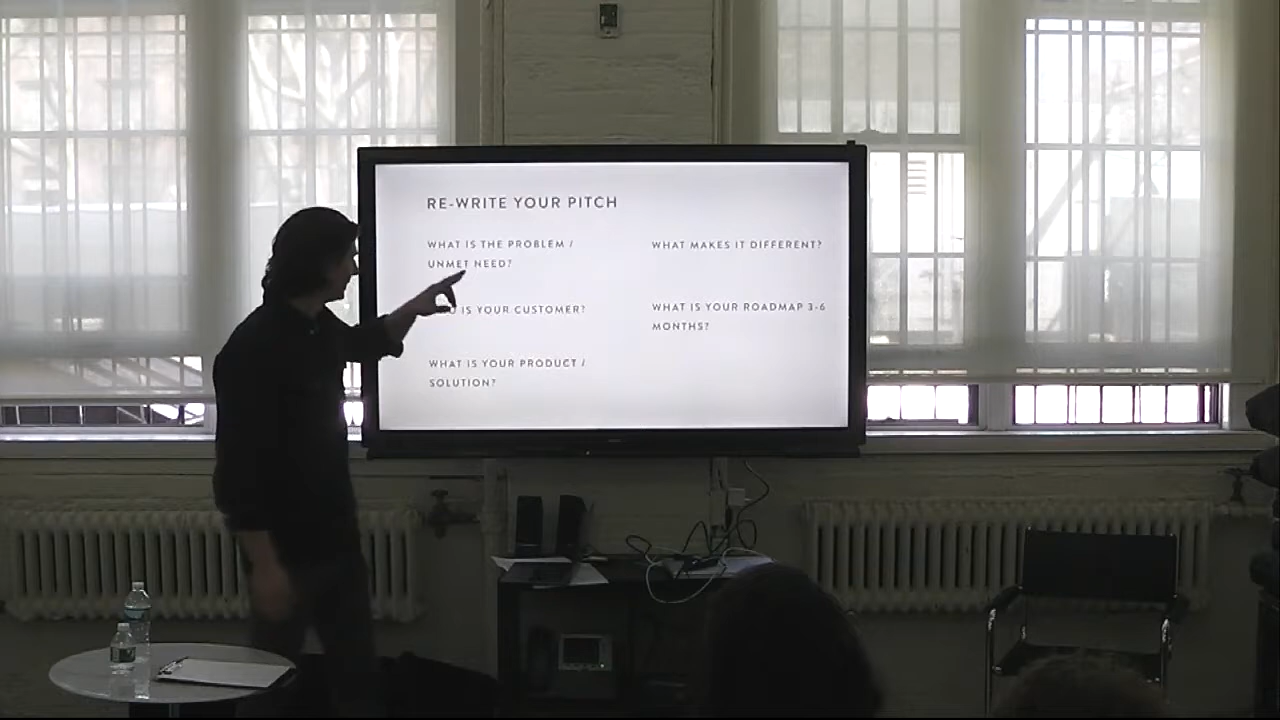 RE-WRITE YOUR PITCH
WHAT IS THE PROBLEM /
UNMET NEED?
IS YOUR CUSTOMER?
WHAT IS YOUR PRODUCT /
SOLUTION?
WHAT MAKES IT DIFFERENT?
WHAT IS YOUR ROADMAP 3-6
MONTHS?